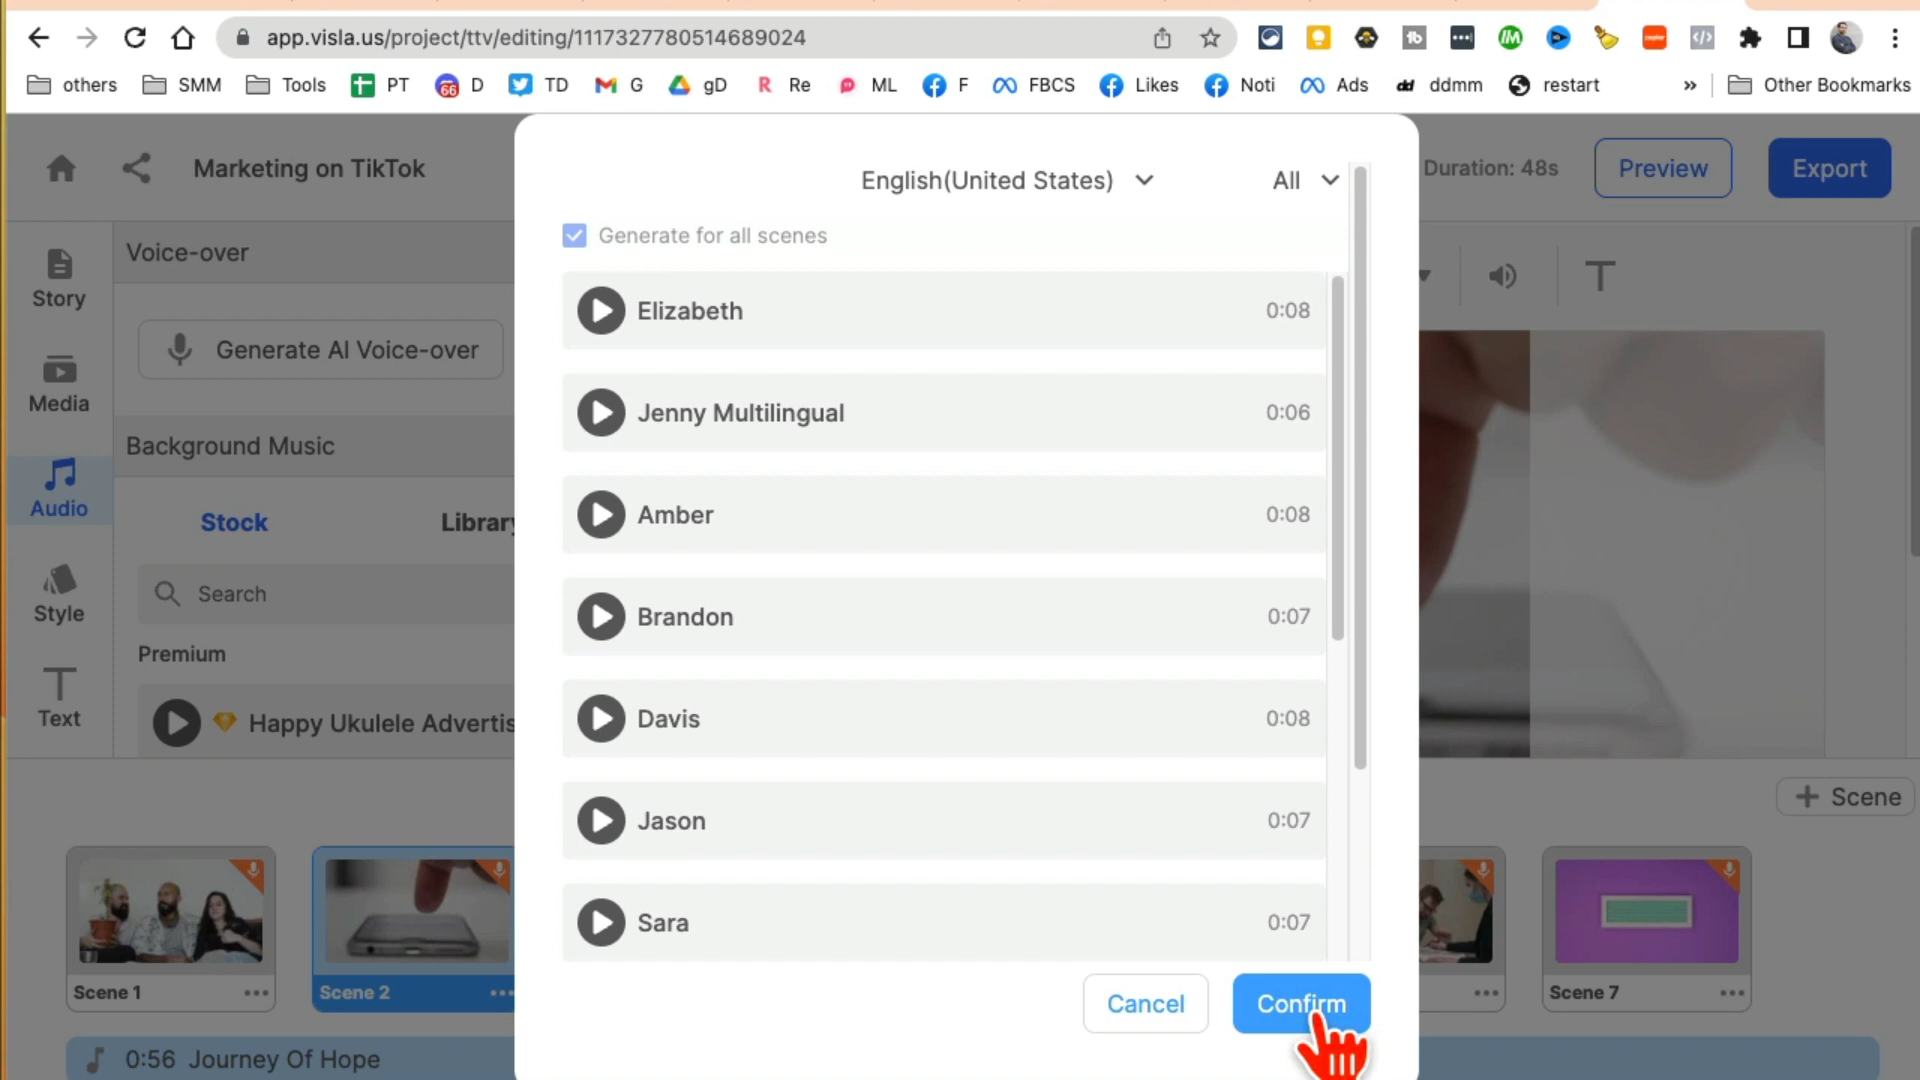 app.visla.us/project/ttv/editing/1117327780514689024
others SMM Tools PT D TD G gD Re ML F FBCS Likes Noti Ads ddmm restart » Other Bookmarks
Marketing on TikTok
Duration: 48s
Preview
Export
English(United States)
All
Generate for all scenes
Elizabeth 0:08
Jenny Multilingual 0:06
Amber 0:08
Brandon 0:07
Davis 0:08
Jason 0:07
Sara 0:07
Cancel
Confirm
Story
Media
Audio
Style
Text
Voice-over
Generate AI Voice-over
Background Music
Stock
Library
Search
Premium
Happy Ukulele Advertis
+ Scene
Scene 1
Scene 2
Scene 7
0:56 Journey Of Hope